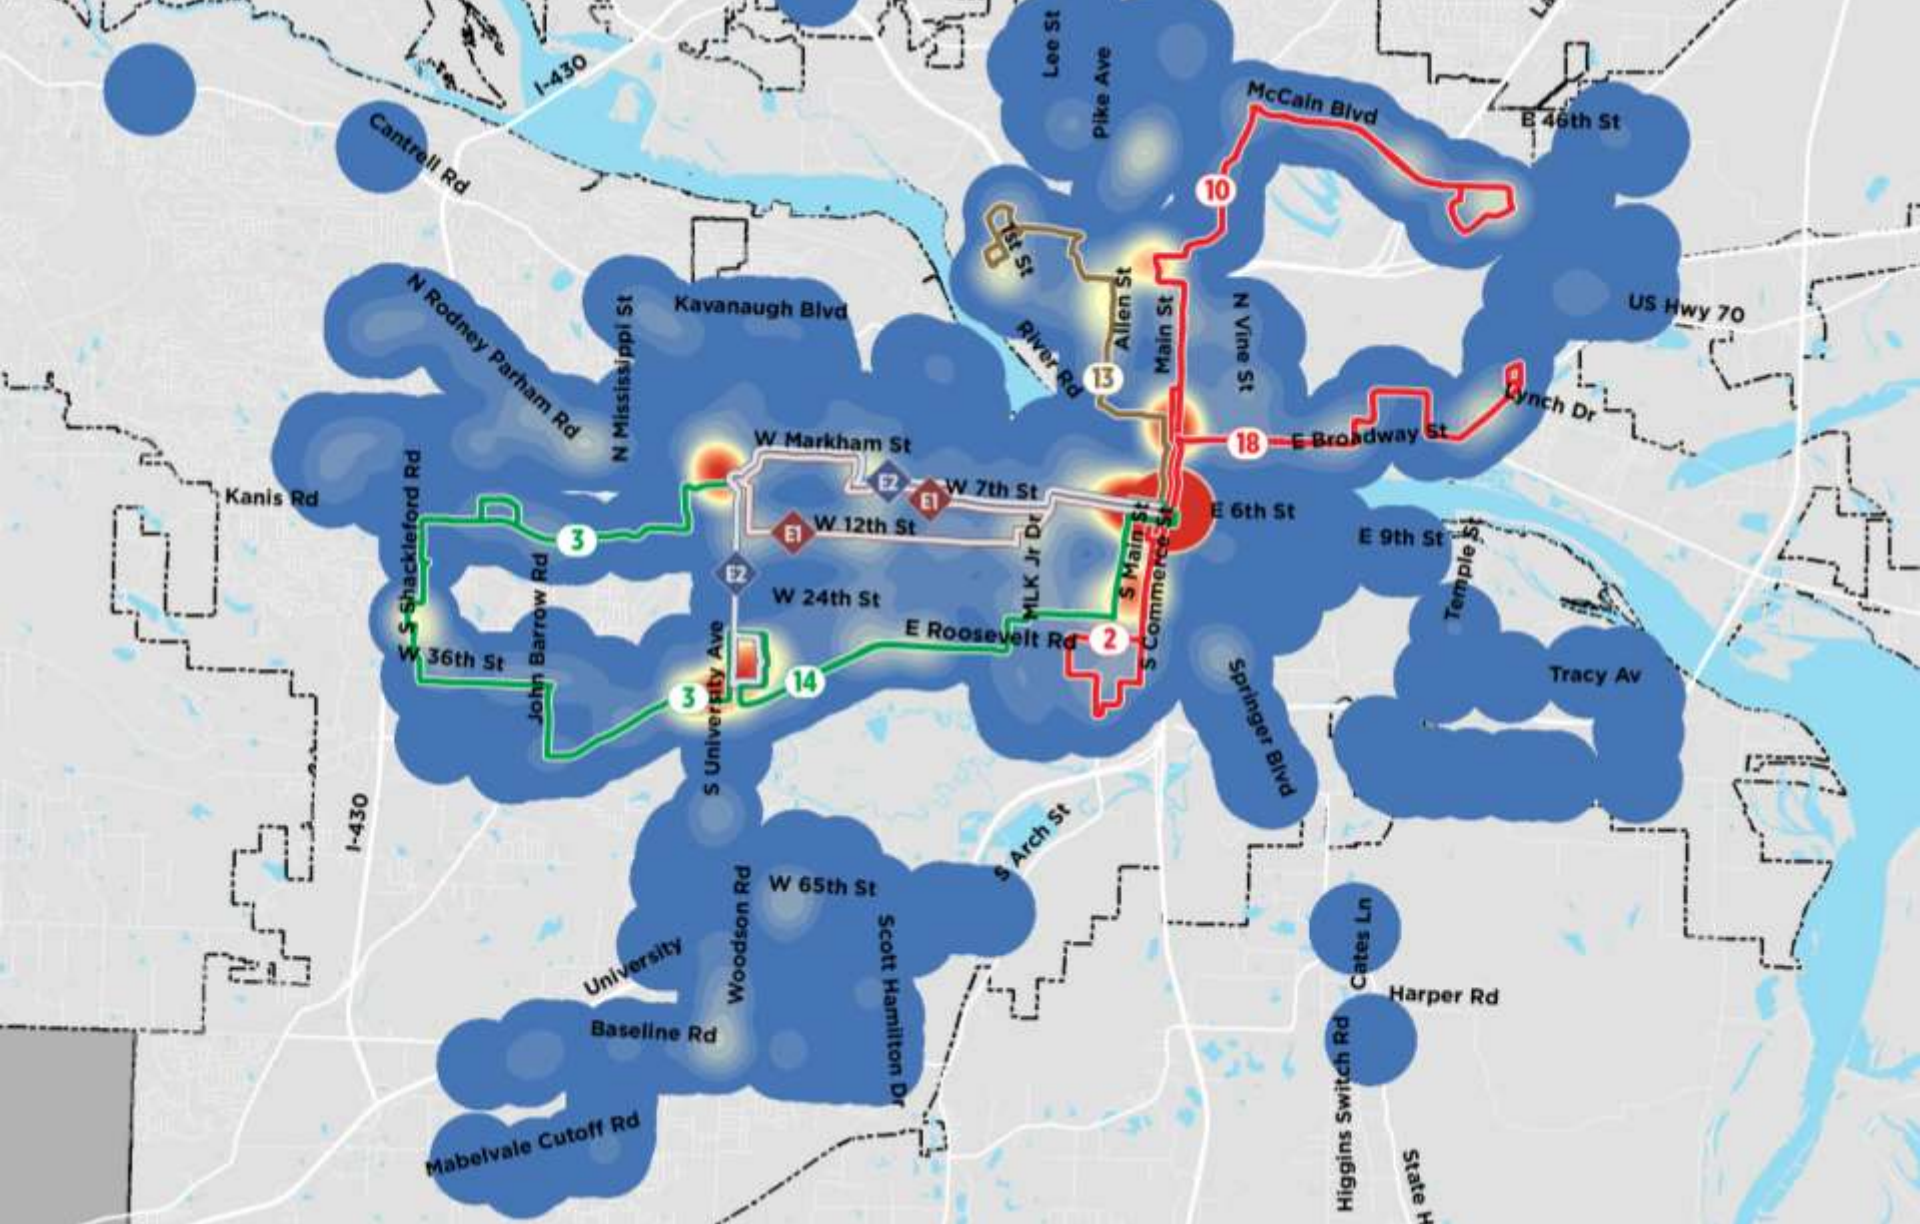 Lee St
Pike Ave
I-430
McCain Blvd
E 46th St
Cantrell Rd
10
1st St
Allen St
Main St
N Vine St
US Hwy 70
N Rodney Parham Rd
N Mississippi St
Kavanaugh Blvd
River Rd
13
Lynch Dr
18
E Broadway St
W Markham St
E2
E1
W 7th St
Kanis Rd
S Shackleford Rd
3
E1
W 12th St
E 6th St
E 9th St
Temple St
MLK Jr Dr
S Main St
S Commerce St
E2
W 24th St
John Barrow Rd
E Roosevelt Rd
2
W 36th St
3
14
S University Ave
Springer Blvd
Tracy Av
I-430
S Arch St
W 65th St
Woodson Rd
Scott Hamilton Dr
University
Baseline Rd
Cates Ln
Harper Rd
Higgins Switch Rd
Mabelvale Cutoff Rd
State H